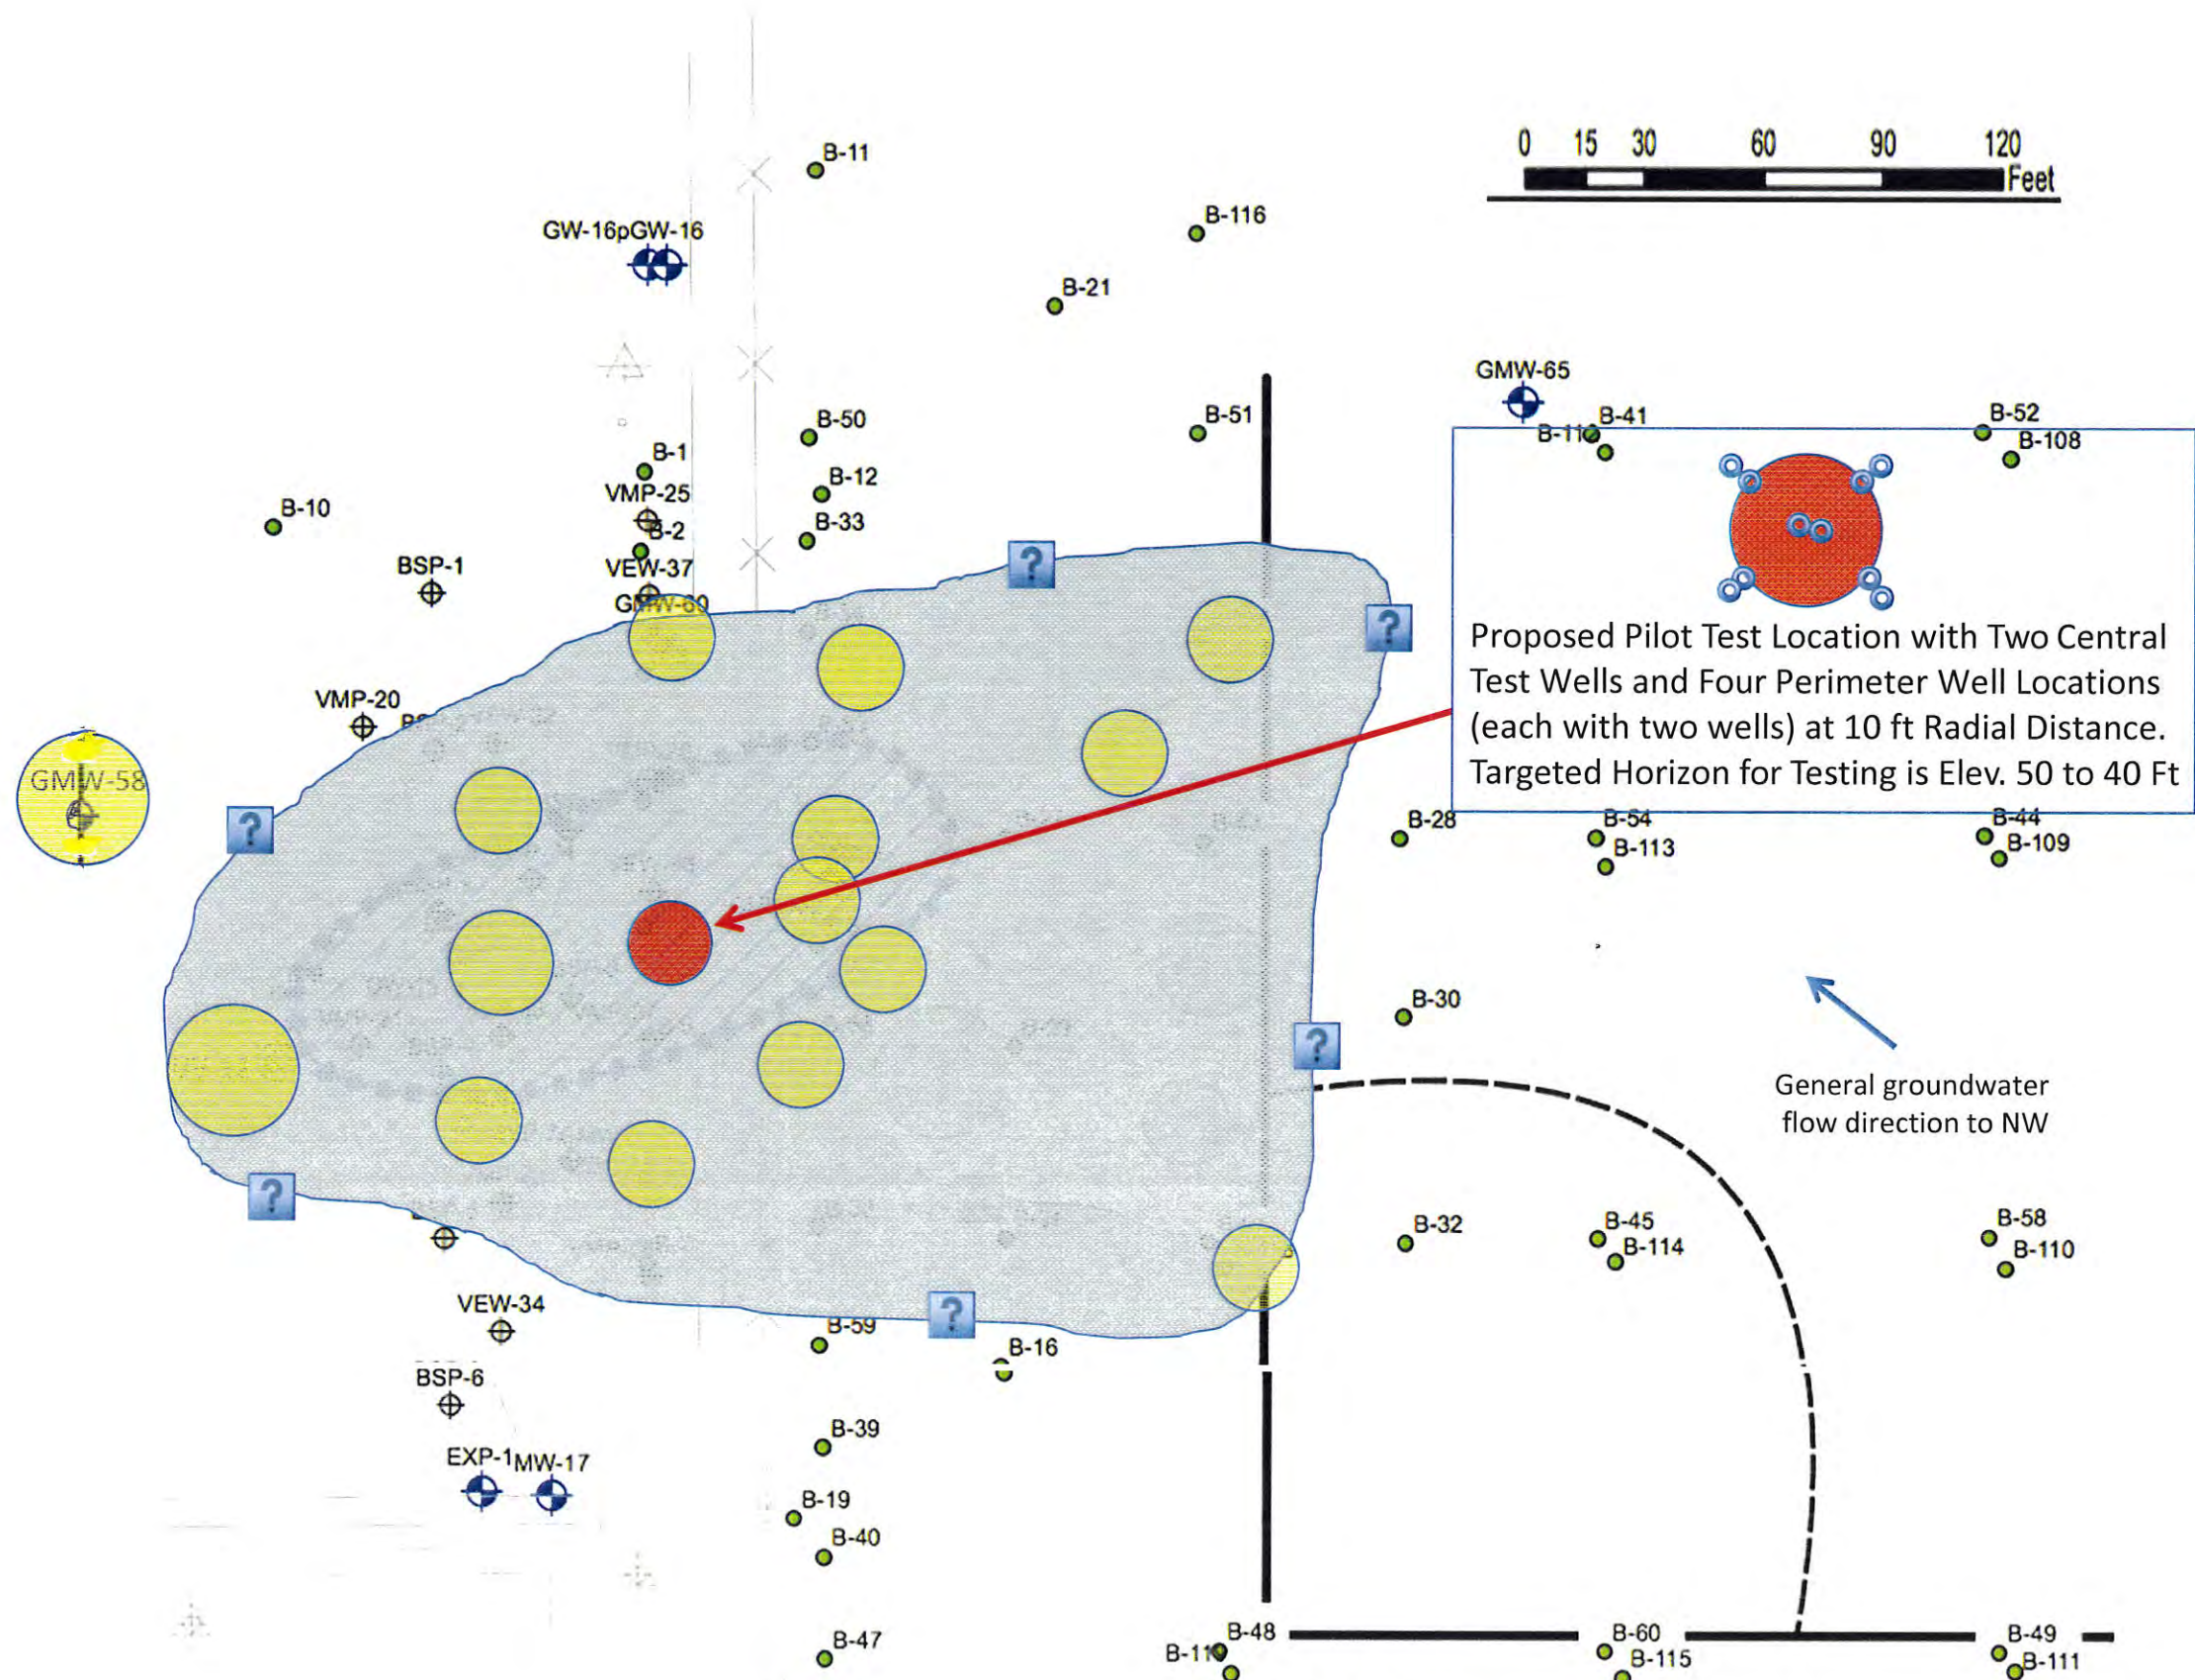 0 15 30 60 90 120
Feet
B-11
B-116
GW-16pGW-16
B-21
GMW-65
B-50
B-51
B-41
B-52
B-108
B-1
VMP-25
B-12
B-10
B-2
B-33
BSP-1
VEW-37
GMW-60
Proposed Pilot Test Location with Two Central
Test Wells and Four Perimeter Well Locations
(each with two wells) at 10 ft Radial Distance.
Targeted Horizon for Testing is Elev. 50 to 40 Ft
VMP-20
GMW-58
?
?
?
B-28
B-54
B-44
B-113
B-109
B-30
?
General groundwater
flow direction to NW
?
B-32
B-45
B-58
B-114
B-110
VEW-34
?
B-59
B-16
BSP-6
B-39
EXP-1
MW-17
B-19
B-40
B-47
B-48
B-60
B-49
B-115
B-111